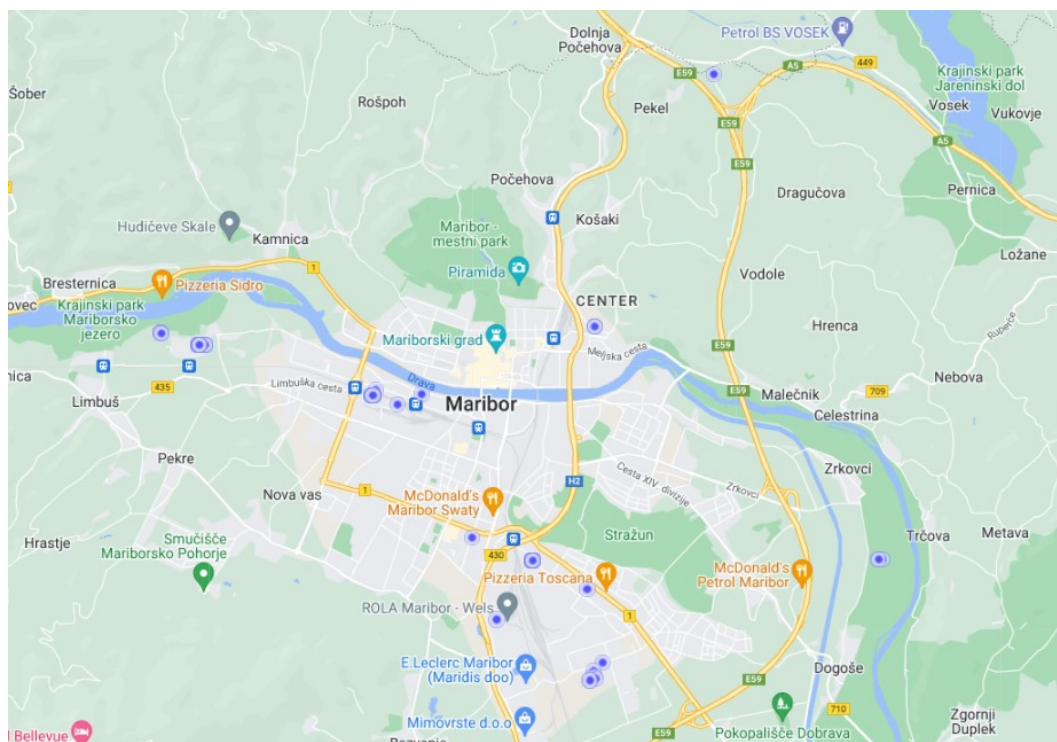 Dolnja
Počehova
Petrol BS VOSEK
449
E59
A5
Krajinski park
Jareninski dol
Šober
Rošpoh
Pekel
Vosek
Vukovje
E59
A5
E59
Počehova
Dragučova
Pernica
Hudičeve Skale
Kamnica
Maribor -
mestni park
Košaki
Ložane
Bresternica
1
Piramida
Vodole
Pizzeria Sidro
ovec
Krajinski park
Mariborsko
jezero
CENTER
Hrenca
Ruperče
Mariborski grad
Meljska cesta
E59
nica
435
Limbuška cesta
Drava
Nebova
Limbuš
Maribor
E59
Malečnik
709
Celestrina
Pekre
Nova vas
1
H2
Cesta XIV. divizije
Zrkovci
Zrkovci
McDonald's
Maribor Swaty
Hrastje
Smučišče
Mariborsko Pohorje
430
Stražun
Trčova
Metava
Pizzeria Toscana
McDonald's
Petrol Maribor
ROLA Maribor - Wels
1
E.Leclerc Maribor
(Maridis doo)
E59
Dogoše
Mimovrste d.o.o
E59
710
Pokopališče Dobrava
Zgornji
Duplek
l Bellevue